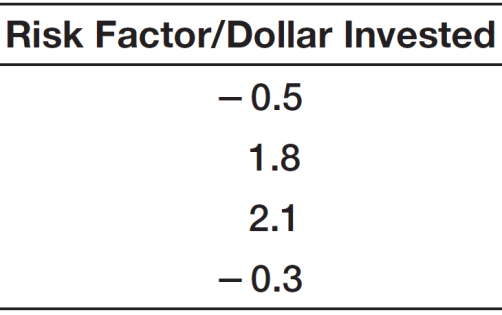 Risk Factor/Dollar Invested
– 0.5
1.8
2.1
– 0.3